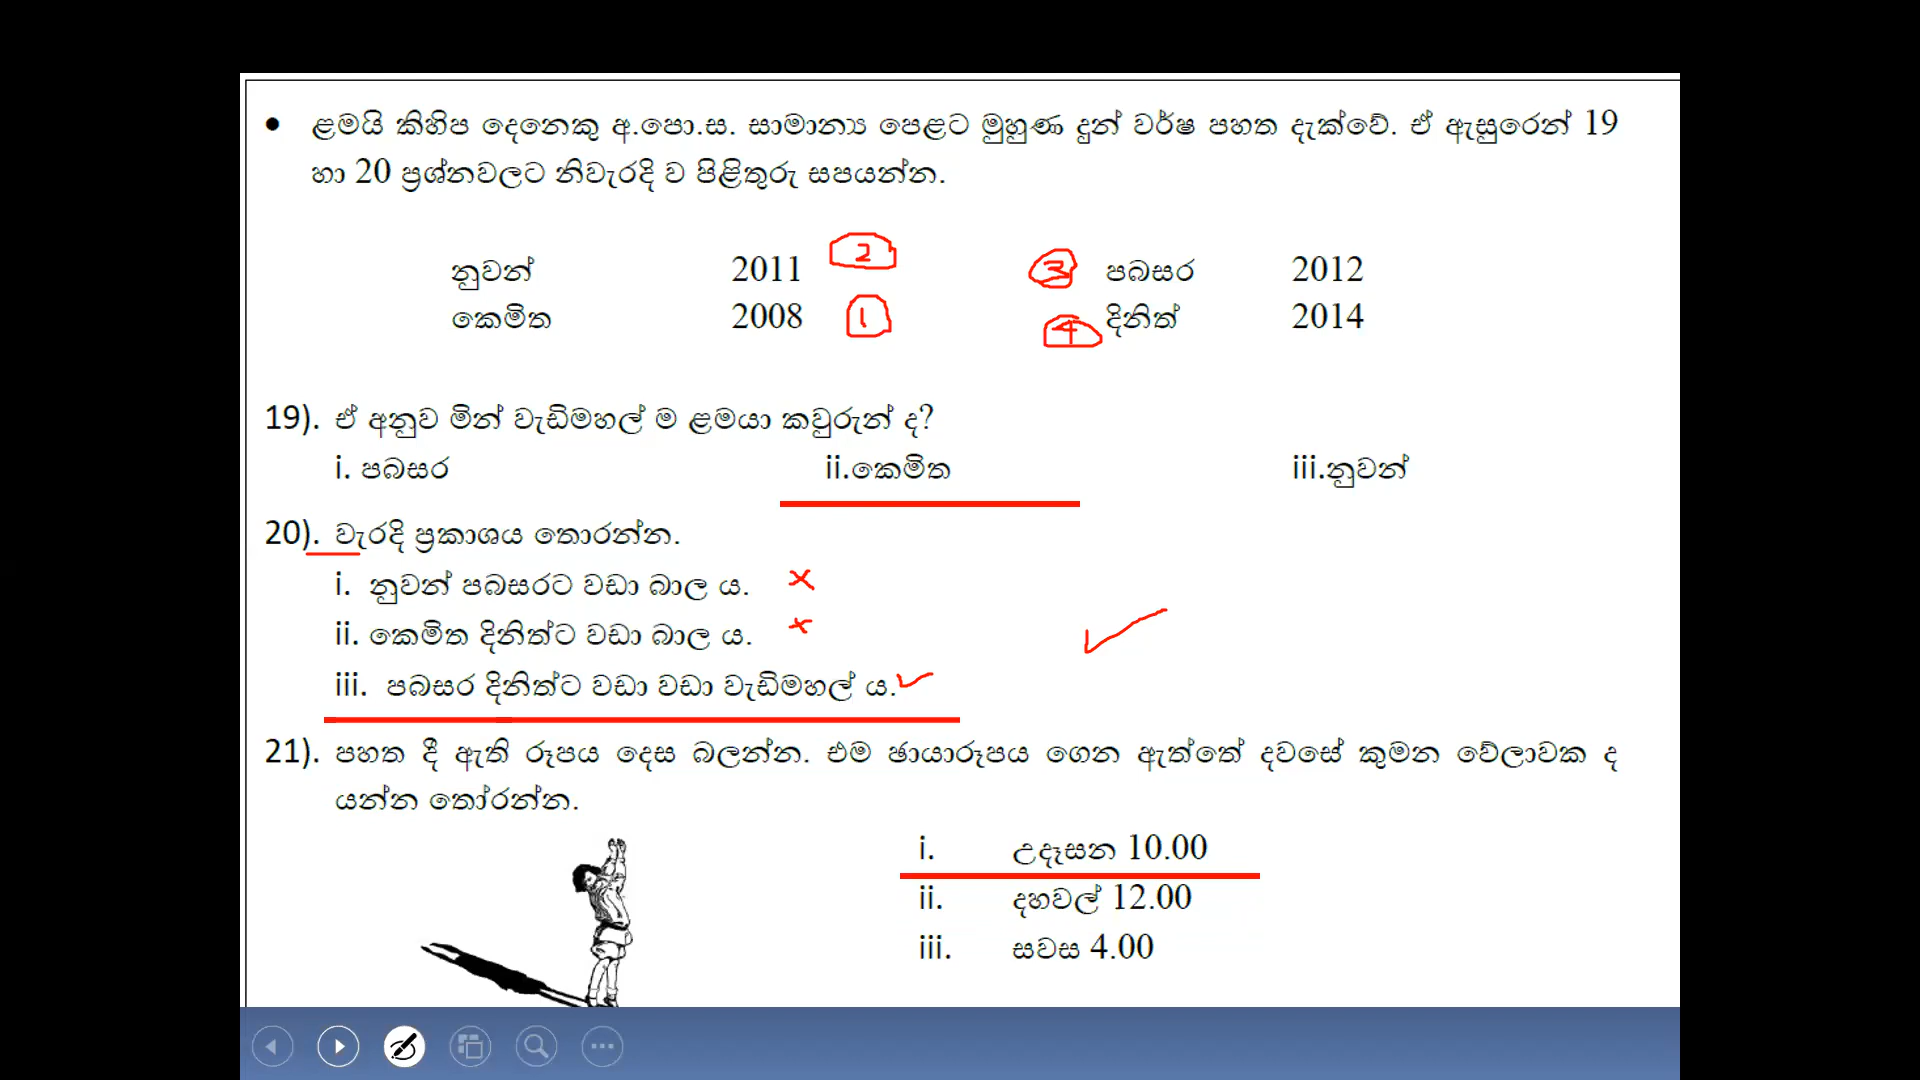 • ළමයි කිහිප දෙනෙකු අ.පො.ස. සාමාන්‍ය පෙළට මුහුණ දුන් වර්ෂ පහත දැක්වේ. ඒ ඇසුරෙන් 19
හා 20 ප්‍රශ්නවලට නිවැරදි ව පිළිතුරු සපයන්න.
නුවන් 2011 2 3 පබසර 2012
කෙමිත 2008 1 4 දිනිත් 2014
19). ඒ අනුව මින් වැඩිමහල් ම ළමයා කවුරුන් ද?
i. පබසර ii.කෙමිත iii.නුවන්
20). වැරදි ප්‍රකාශය තොරන්න.
i. නුවන් පබසරට වඩා බාල ය.
ii. කෙමිත දිනිත්ට වඩා බාල ය.
iii. පබසර දිනිත්ට වඩා වඩා වැඩිමහල් ය.
21). පහත දී ඇති රූපය දෙස බලන්න. එම ඡායාරූපය ගෙන ඇත්තේ දවසේ කුමන වේලාවක ද
යන්න තෝරන්න.
i. උදෑසන 10.00
ii. දහවල් 12.00
iii. සවස 4.00